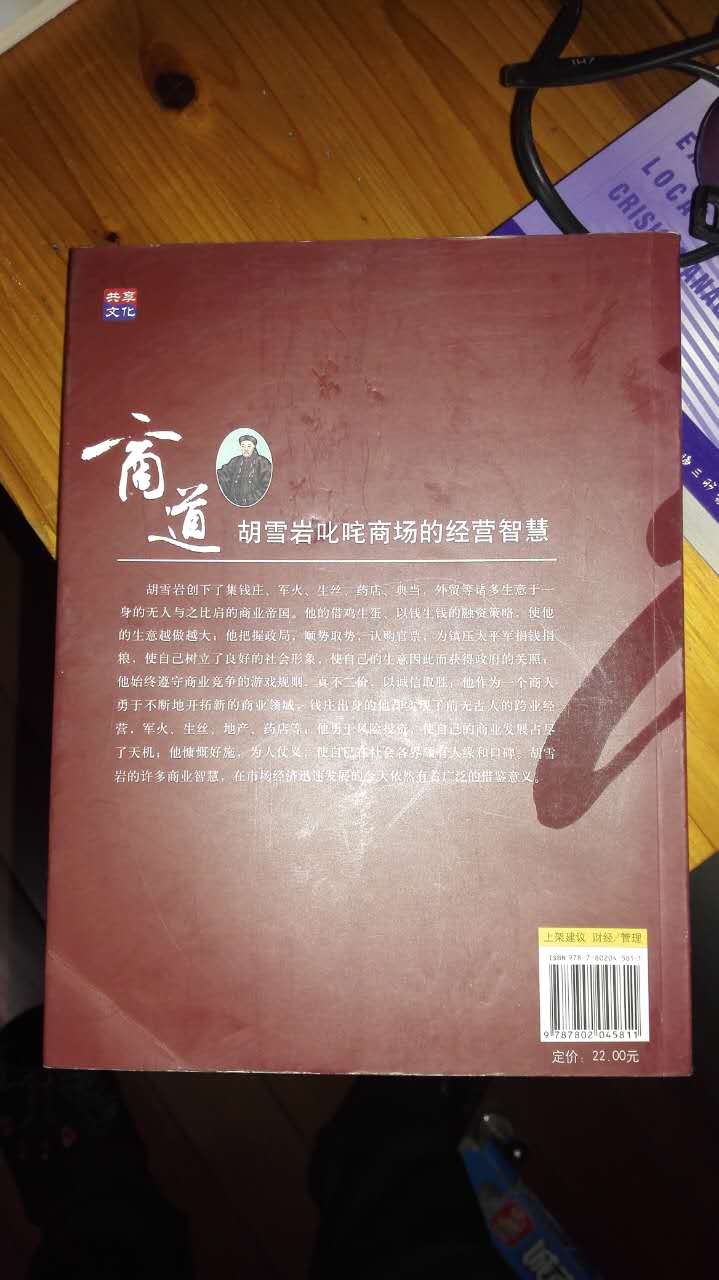 LOCA
CRIS
ANA
共享
文化
商道
胡雪岩叱咤商场的经营智慧
胡雪岩创下了集钱庄、军火、生丝、药店、典当，外贸等诸多生意于一
身的无人与之比肩的商业帝国。他的借鸡生蛋、以钱生钱的融资策略，使他
的生意越做越大；他把握政局，顺势取势，认购官票，为镇压太平军捐钱捐
粮，使自己树立了良好的社会形象，使自己的生意因此而获得政府的关照；
他始终遵守商业竞争的游戏规则，真不二价，以诚信取胜；他作为一个商人
勇于不断地开拓新的商业领域，钱庄出身的他却实现了前无古人的跨业经
营，军火、生丝、地产、药店等；他勇于风险投资，使自己的商业发展占尽
了天机；他慷慨好施，为人仗义，使自己在社会各界颇有人缘和口碑。胡雪
岩的许多商业智慧，在市场经济迅速发展的今天依然有着广泛的借鉴意义。
上架建议 财经/管理
ISBN 978-7-80204-581-1
9 787802 045811
定价：22.00元